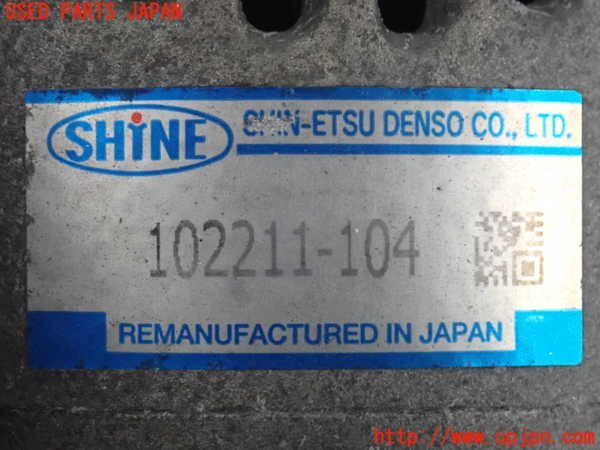 USED PARTS JAPAN
SHiNE SHIN-ETSU DENSO CO., LTD.
102211-104
REMANUFACTURED IN JAPAN
http://www.upjpn.com/